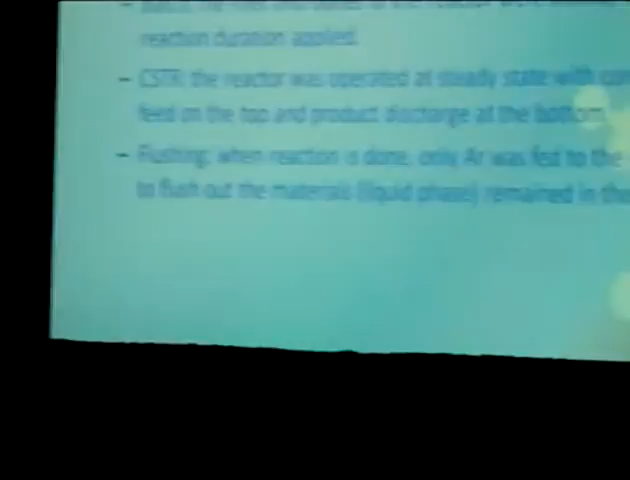 reaction duration applied.
– CSTR: the reactor was operated at steady state with
feed on the top and product discharge at the bottom.
– Flushing: when reaction is done, only Ar was fed to the
to flush out the materials (liquid phase) remained in the